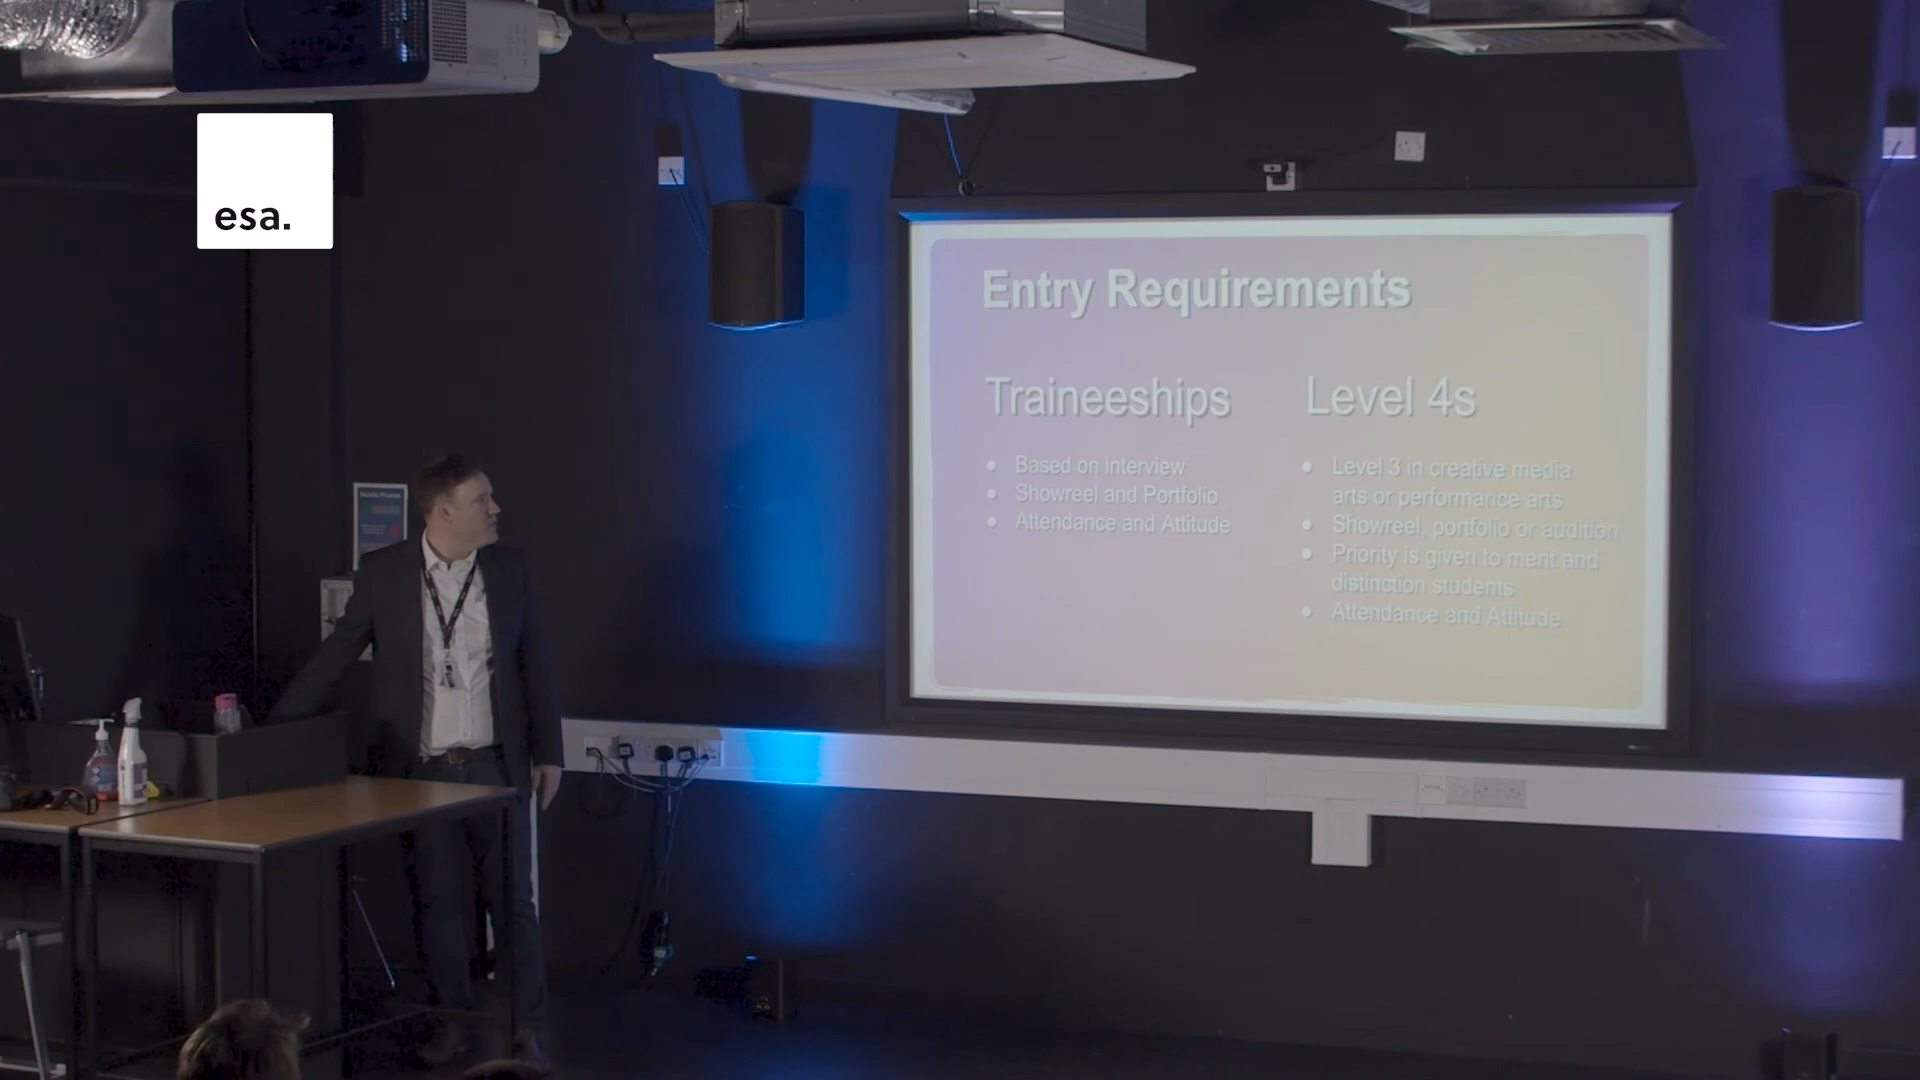 esa.
Entry Requirements
Traineeships
● Based on interview
● Showreel and Portfolio
● Attendance and Attitude
Level 4s
● Level 3 in creative media
arts or performance arts
● Showreel, portfolio or audition
● Priority is given to merit and
distinction students
● Attendance and Attitude